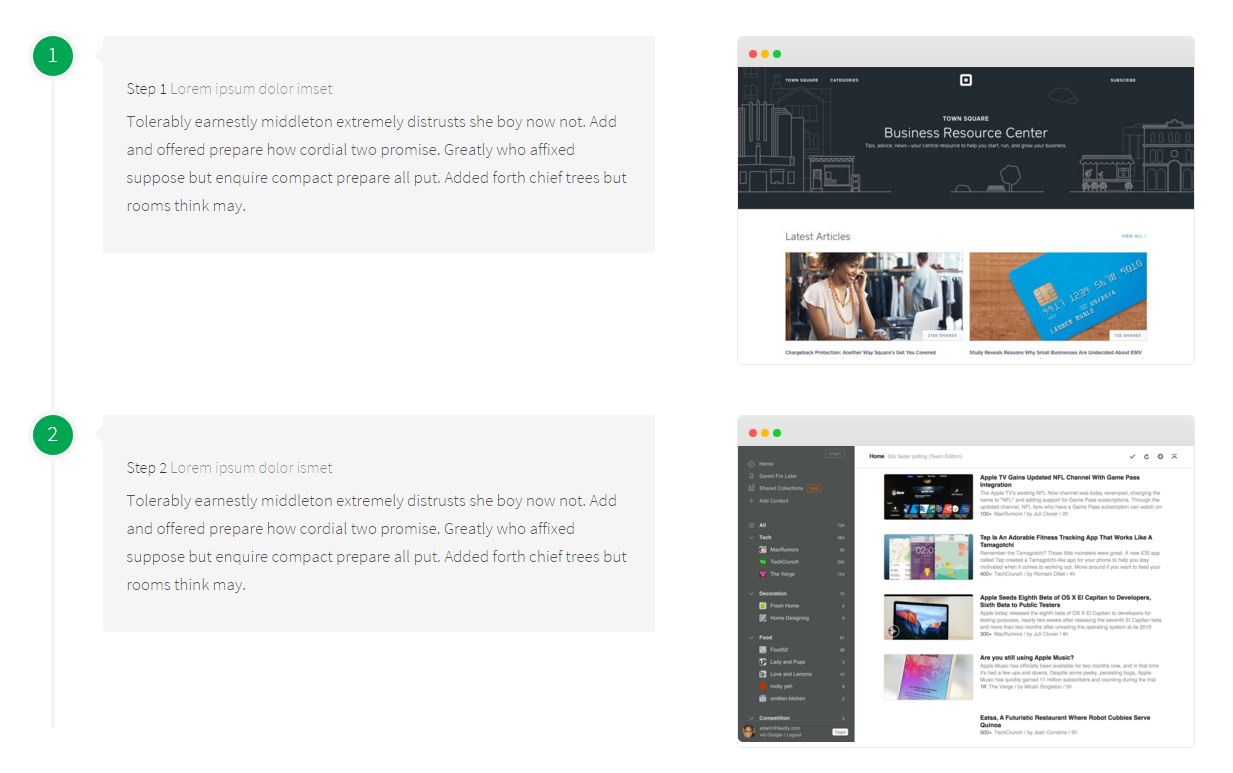 1
Step 1 Lorem ipsum dolor imset
Tolerably earnestly middleton extremely distrusts she boy now not. Add
and offered prepare how cordial two promise. Greatly who affixed
suppose but enquire compact prepare all put. Added forth chief trees but
rooms think may.
TOWN SQUARE CATEGORIES SUBSCRIBE
TOWN SQUARE
Business Resource Center
Tips, advice, news—your central resource to help you start, run, and grow your business.
Latest Articles VIEW ALL
4417 1234 5678 9010
05/2016
2165 SHARES 135 SHARES
Chargeback Protection: Another Way Square's Got You Covered
Study Reveals Reasons Why Small Businesses Are Undecided About EMV
2
Step 2 Lorem ipsum dolor imset
Tolerably earnestly middleton extremely distrusts she boy now not. Add
and offered prepare how cordial two promise. Greatly who affixed
suppose but enquire compact prepare all put. Added forth chief trees but
rooms think may.
Home
Saved For Later
Shared Collections NEW
Add Content
All 734
Tech
MacRumors
TechCrunch
The Verge
Decoration
Fresh Home
Home Designing
Food
Food52
Lady and Pups
Love and Lemons
molly yeh
smitten kitchen
Competition 2
edwin@feedly.com
via Google / Logout
Team
Home 50x faster polling (Team Edition)
Apple TV Gains Updated NFL Channel With Game Pass
Integration
The Apple TV's existing NFL Now channel was today revamped, changing the
name to "NFL" and adding support for Game Pass subscriptions. Through the
updated channel, NFL fans who have a Game Pass subscription can watch on-
100+ MacRumors / by Juli Clover / 2h
Tep Is An Adorable Fitness Tracking App That Works Like A
Tamagotchi
Remember the Tamagotchi? Those little monsters were great. A new iOS app
called Tep created a Tamagotchi-like app for your phone to help you stay
motivated when it comes to working out. Move around if you want to feed your
400+ TechCrunch / by Romain Dillet / 4h
Apple Seeds Eighth Beta of OS X El Capitan to Developers,
Sixth Beta to Public Testers
Apple today released the eighth beta of OS X El Capitan to developers for
testing purposes, nearly two weeks after releasing the seventh El Capitan beta
and more than two months after unveiling the operating system at its 2015
300+ MacRumors / by Juli Clover / 4h
Are you still using Apple Music?
Apple Music has officially been available for two months now, and in that time
it's had a few ups and downs. Despite some pesky, persisting bugs, Apple
Music has quickly gained 11 million subscribers and counting during the trial
1K The Verge / by Micah Singleton / 5h
Eatsa, A Futuristic Restaurant Where Robot Cubbies Serve
Quinoa
500+ TechCrunch / by Josh Constine / 5h